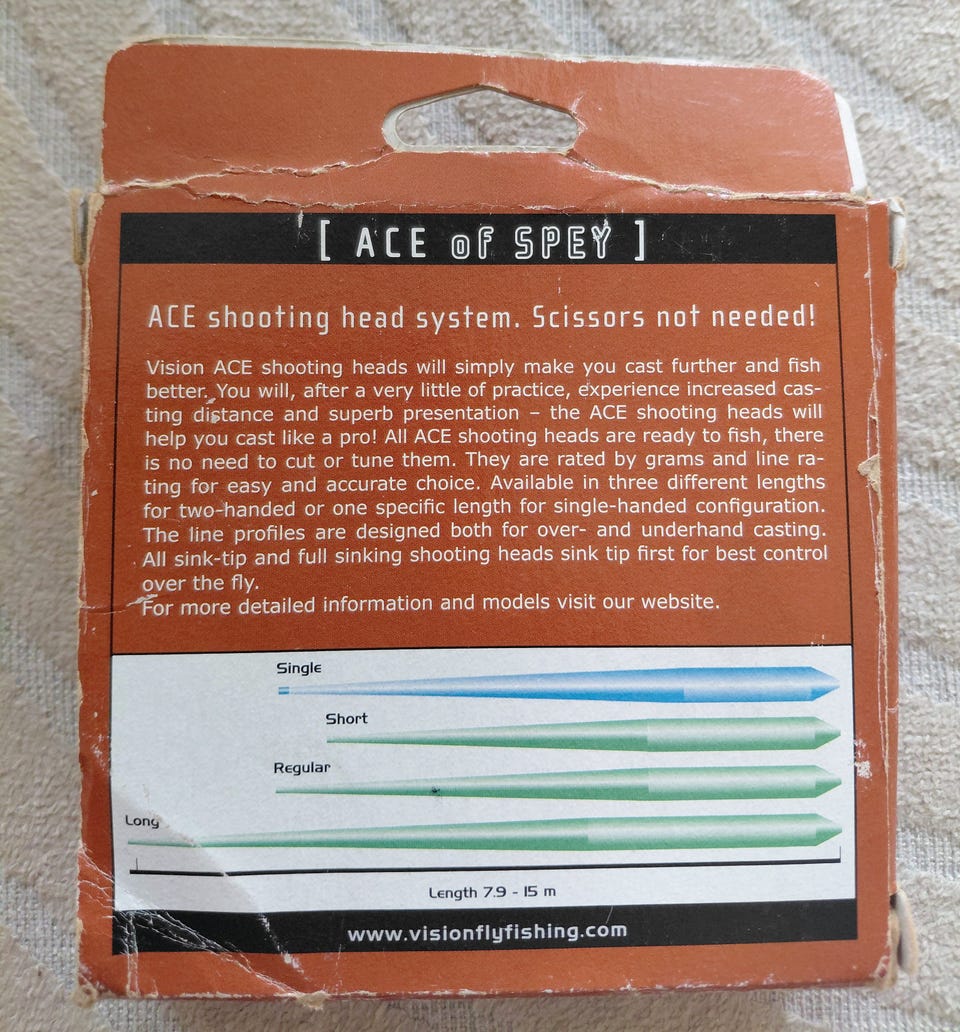 [ ACE oF SPEY ]
ACE shooting head system. Scissors not needed!
Vision ACE shooting heads will simply make you cast further and fish
better. You will, after a very little of practice, experience increased cas-
ting distance and superb presentation – the ACE shooting heads will
help you cast like a pro! All ACE shooting heads are ready to fish, there
is no need to cut or tune them. They are rated by grams and line ra-
ting for easy and accurate choice. Available in three different lengths
for two-handed or one specific length for single-handed configuration.
The line profiles are designed both for over- and underhand casting.
All sink-tip and full sinking shooting heads sink tip first for best control
over the fly.
For more detailed information and models visit our website.
Single
Short
Regular
Long
Length 7.9 - 15 m
www.visionflyfishing.com